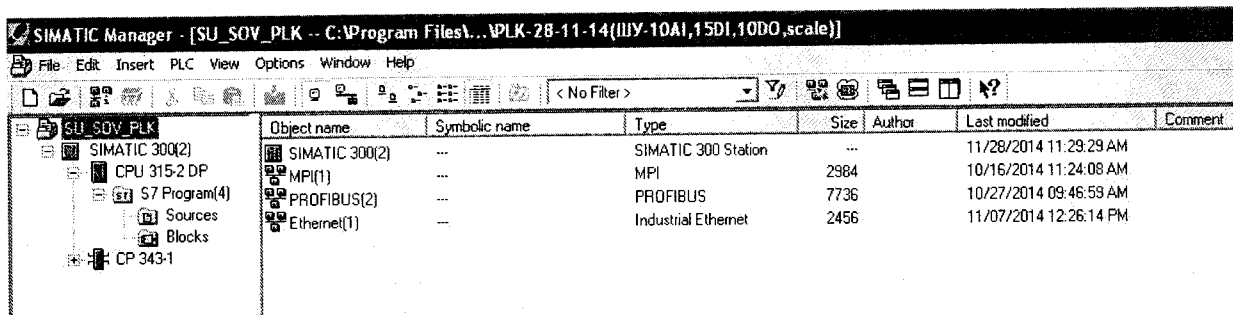 SIMATIC Manager - [SU_SOV_PLK -- C:\Program Files\...\PLK-28-11-14(ШУ-10AI,15DI,10DO,scale)]
File Edit Insert PLC View Options Window Help
< No Filter >
SU_SOV_PLK
SIMATIC 300(2)
CPU 315-2 DP
S7 Program(4)
Sources
Blocks
CP 343-1
Object name Symbolic name Type Size Author Last modified Comment
SIMATIC 300(2) --- SIMATIC 300 Station --- 11/28/2014 11:29:29 AM
MPI(1) --- MPI 2984 10/16/2014 11:24:08 AM
PROFIBUS(2) --- PROFIBUS 7736 10/27/2014 09:46:59 AM
Ethernet(1) --- Industrial Ethernet 2456 11/07/2014 12:26:14 PM